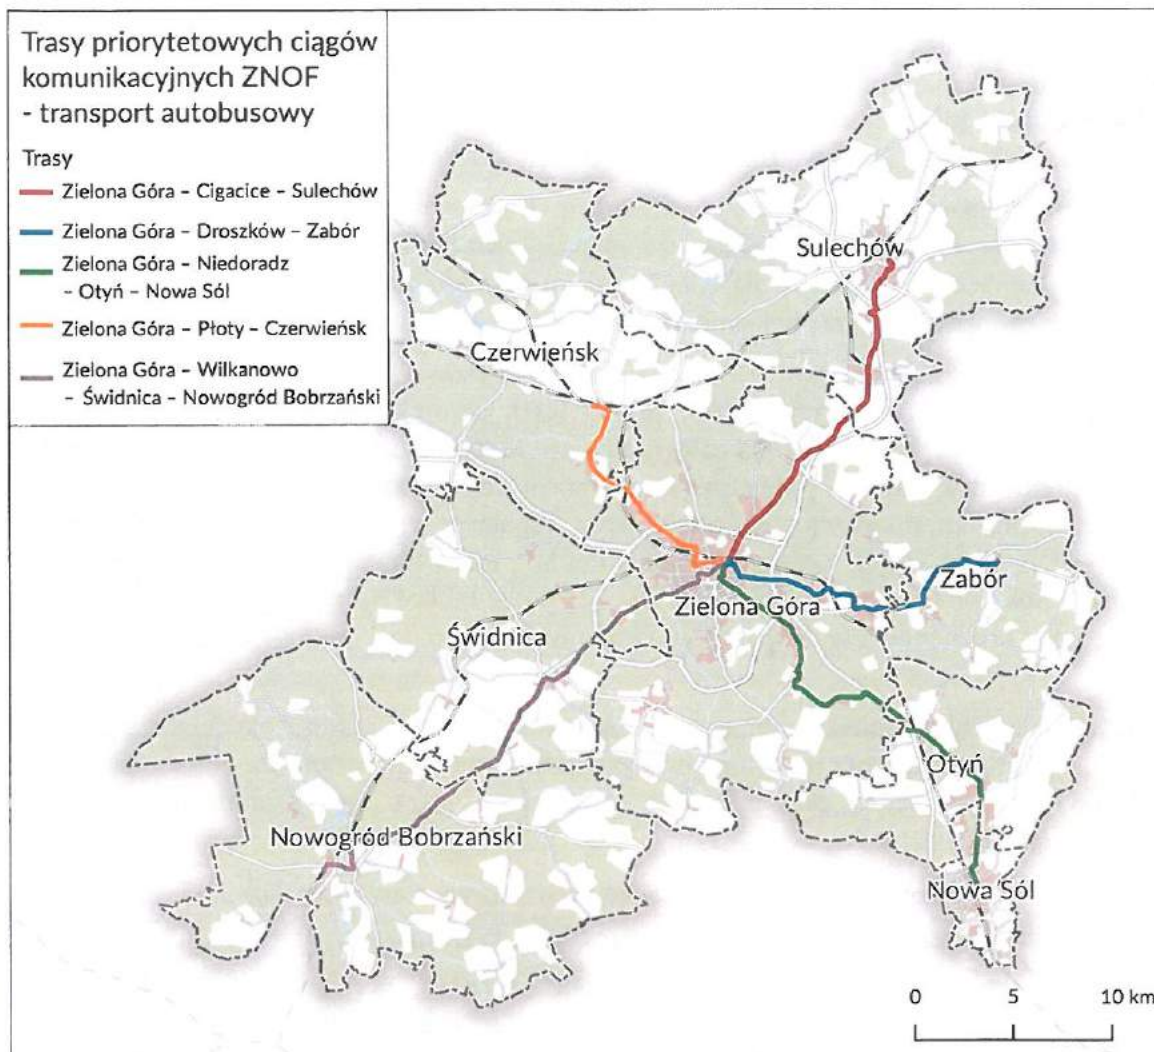 Trasy priorytetowych ciągów
komunikacyjnych ZNOF
- transport autobusowy
Trasy
Zielona Góra – Cigacice – Sulechów
Zielona Góra – Droszków – Zabór
Zielona Góra – Niedoradz
– Otyń – Nowa Sól
Zielona Góra – Płoty – Czerwieńsk
Zielona Góra – Wilkanowo
– Świdnica – Nowogród Bobrzański
Sulechów
Czerwieńsk
Zabór
Zielona Góra
Świdnica
Otyń
Nowogród Bobrzański
Nowa Sól
0 5 10 km